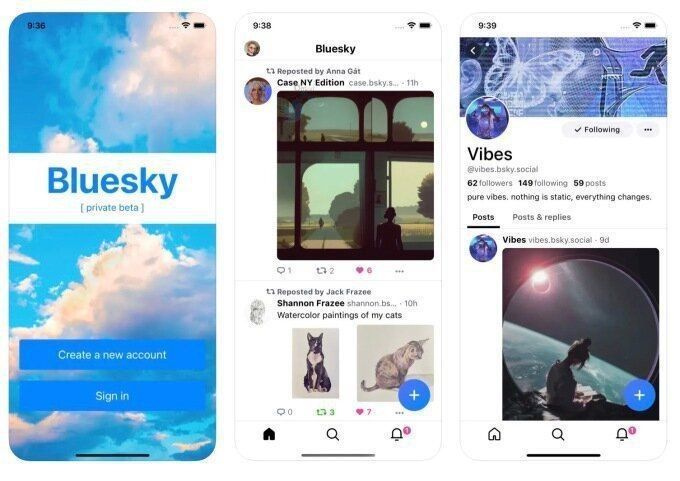 9:36
Bluesky
[ private beta ]
Create a new account
Sign in
9:38
Bluesky
Reposted by Anna Gát
Case NY Edition case.bsky.s... · 11h
1 2 6
Reposted by Jack Frazee
Shannon Frazee shannon.bs... · 10h
Watercolor paintings of my cats
0 3 7
1
9:39
Following
Vibes
@vibes.bsky.social
62 followers 149 following 59 posts
pure vibes. nothing is static, everything changes.
Posts Posts & replies
Vibes vibes.bsky.social · 9d
1